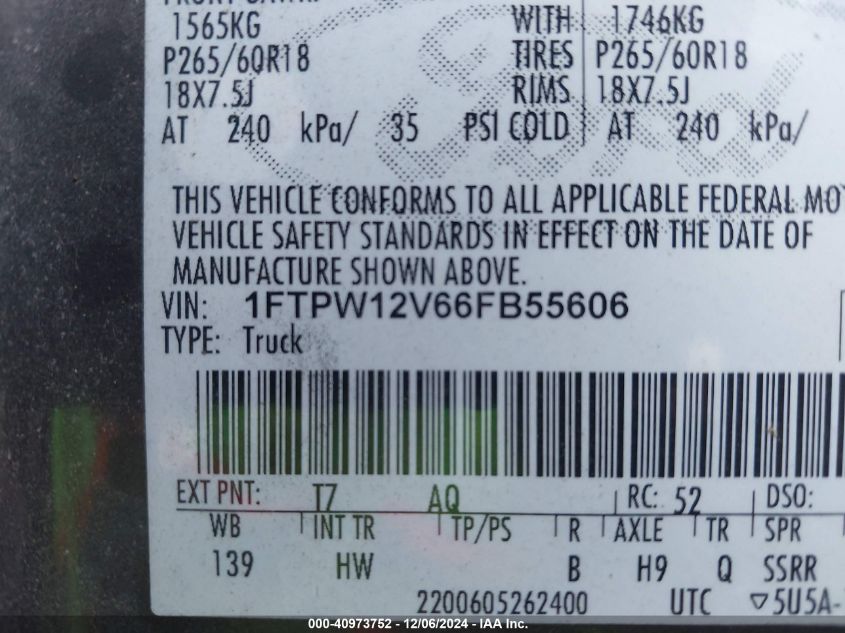 1565KG WITH 1746KG
P265/60R18 TIRES P265/60R18
18X7.5J RIMS 18X7.5J
AT 240 kPa/ 35 PSI COLD AT 240 kPa/
THIS VEHICLE CONFORMS TO ALL APPLICABLE FEDERAL MO
VEHICLE SAFETY STANDARDS IN EFFECT ON THE DATE OF
MANUFACTURE SHOWN ABOVE.
VIN: 1FTPW12V66FB55606
TYPE: Truck
EXT PNT: T7 AQ RC: 52 DSO:
WB INT TR TP/PS R AXLE TR SPR
139 HW B H9 Q SSRR
2200605262400 UTC ▽5U5A-
000-40973752 - 12/06/2024 - IAA Inc.